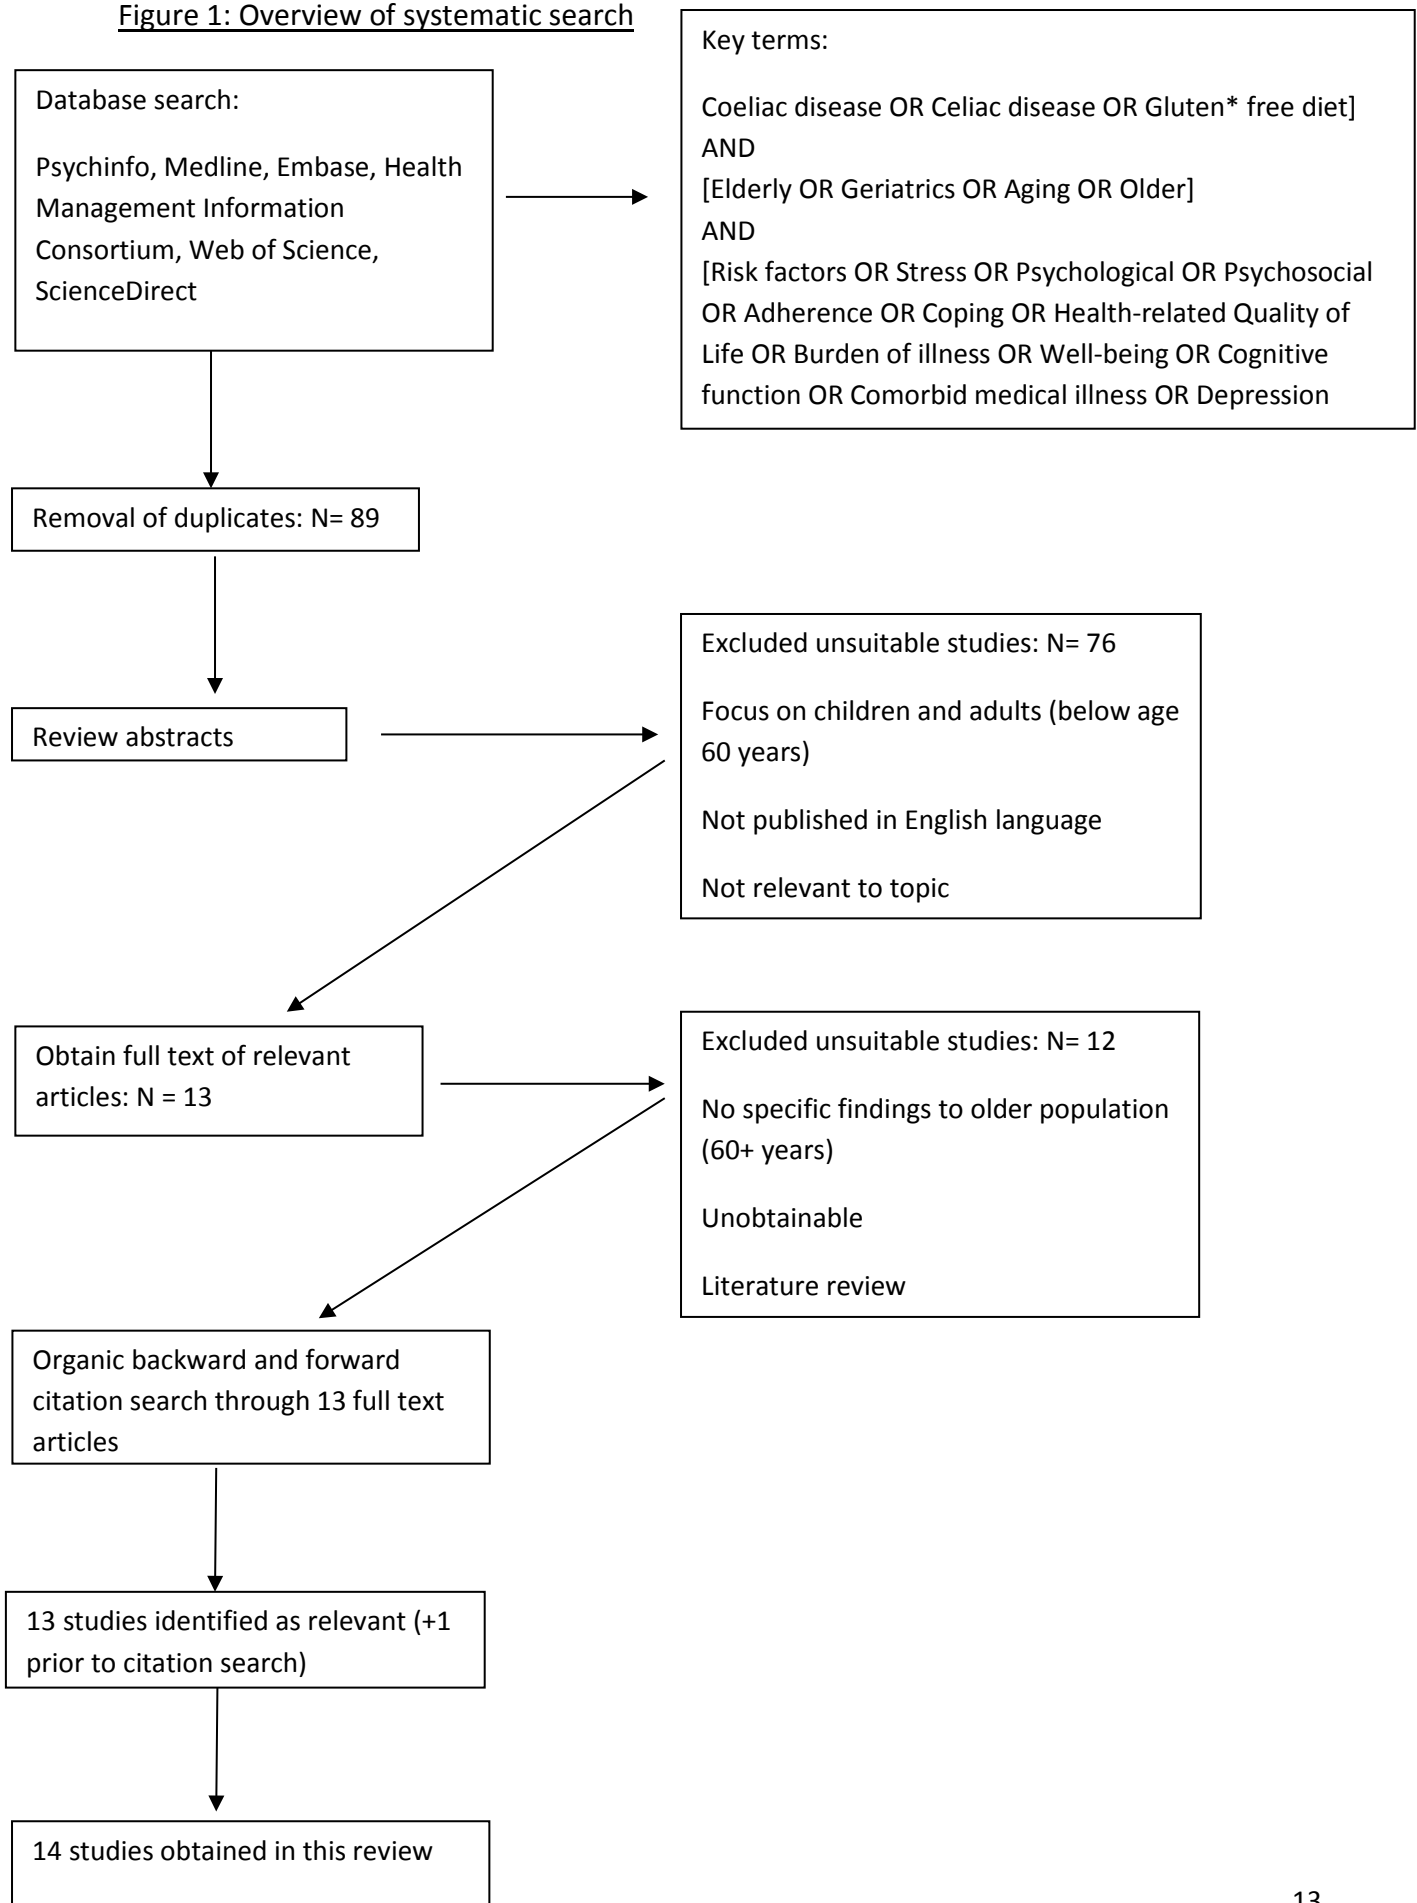 Figure 1: Overview of systematic search
Database search:
Psychinfo, Medline, Embase, Health
Management Information
Consortium, Web of Science,
ScienceDirect
Key terms:
Coeliac disease OR Celiac disease OR Gluten* free diet]
AND
[Elderly OR Geriatrics OR Aging OR Older]
AND
[Risk factors OR Stress OR Psychological OR Psychosocial
OR Adherence OR Coping OR Health-related Quality of
Life OR Burden of illness OR Well-being OR Cognitive
function OR Comorbid medical illness OR Depression
Removal of duplicates: N= 89
Review abstracts
Excluded unsuitable studies: N= 76
Focus on children and adults (below age
60 years)
Not published in English language
Not relevant to topic
Obtain full text of relevant
articles: N = 13
Excluded unsuitable studies: N= 12
No specific findings to older population
(60+ years)
Unobtainable
Literature review
Organic backward and forward
citation search through 13 full text
articles
13 studies identified as relevant (+1
prior to citation search)
14 studies obtained in this review
13